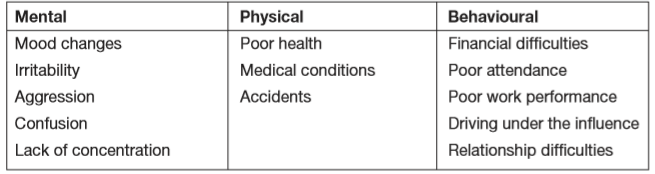 Mental Physical Behavioural
Mood changes Poor health Financial difficulties
Irritability Medical conditions Poor attendance
Aggression Accidents Poor work performance
Confusion Driving under the influence
Lack of concentration Relationship difficulties